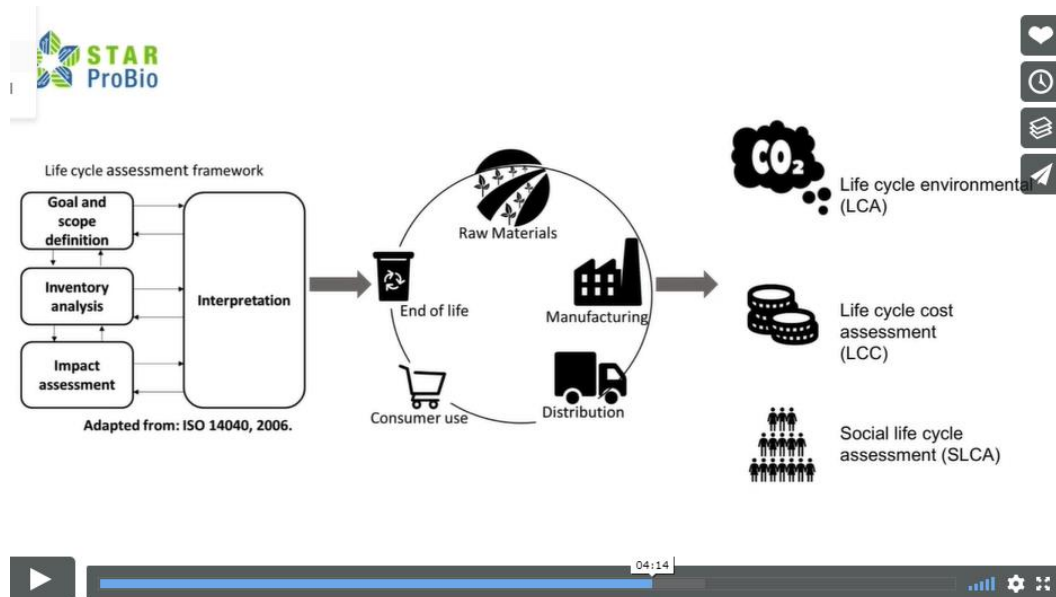 STAR
ProBio
Life cycle assessment framework
Goal and
scope
definition
Inventory
analysis
Impact
assessment
Interpretation
Adapted from: ISO 14040, 2006.
Raw Materials
Manufacturing
Distribution
Consumer use
End of life
CO₂
Life cycle environmental
(LCA)
Life cycle cost
assessment
(LCC)
Social life cycle
assessment (SLCA)
04:14